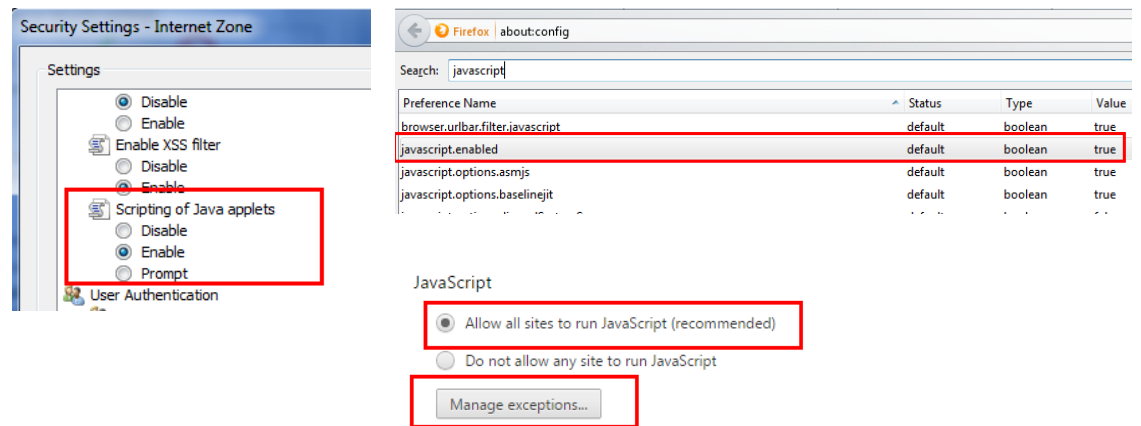 Security Settings - Internet Zone
Settings
Disable
Enable
Enable XSS filter
Disable
Enable
Scripting of Java applets
Disable
Enable
Prompt
User Authentication
Firefox about:config
Search: javascript
Preference Name Status Type Value
browser.urlbar.filter.javascript default boolean true
javascript.enabled default boolean true
javascript.options.asmjs default boolean true
javascript.options.baselinejit default boolean true
JavaScript
Allow all sites to run JavaScript (recommended)
Do not allow any site to run JavaScript
Manage exceptions...